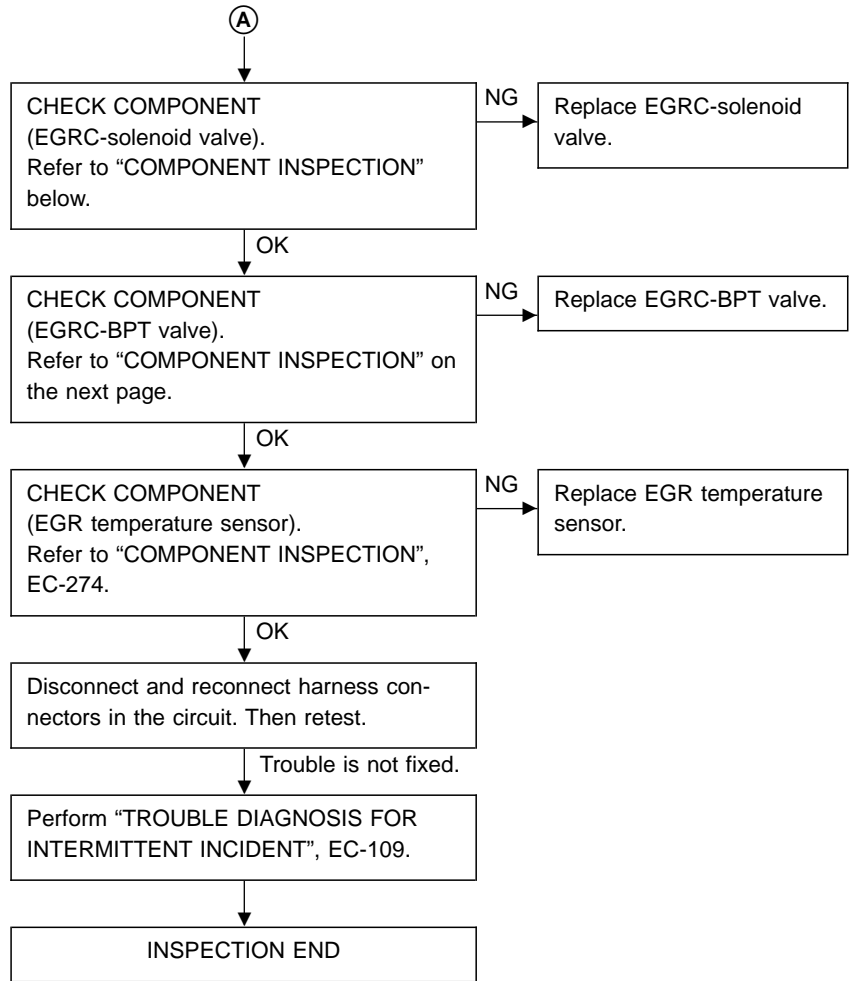 A
CHECK COMPONENT
(EGRC-solenoid valve).
Refer to “COMPONENT INSPECTION”
below.
NG
Replace EGRC-solenoid
valve.
OK
CHECK COMPONENT
(EGRC-BPT valve).
Refer to “COMPONENT INSPECTION” on
the next page.
NG
Replace EGRC-BPT valve.
OK
CHECK COMPONENT
(EGR temperature sensor).
Refer to “COMPONENT INSPECTION”,
EC-274.
NG
Replace EGR temperature
sensor.
OK
Disconnect and reconnect harness con-
nectors in the circuit. Then retest.
Trouble is not fixed.
Perform “TROUBLE DIAGNOSIS FOR
INTERMITTENT INCIDENT”, EC-109.
INSPECTION END